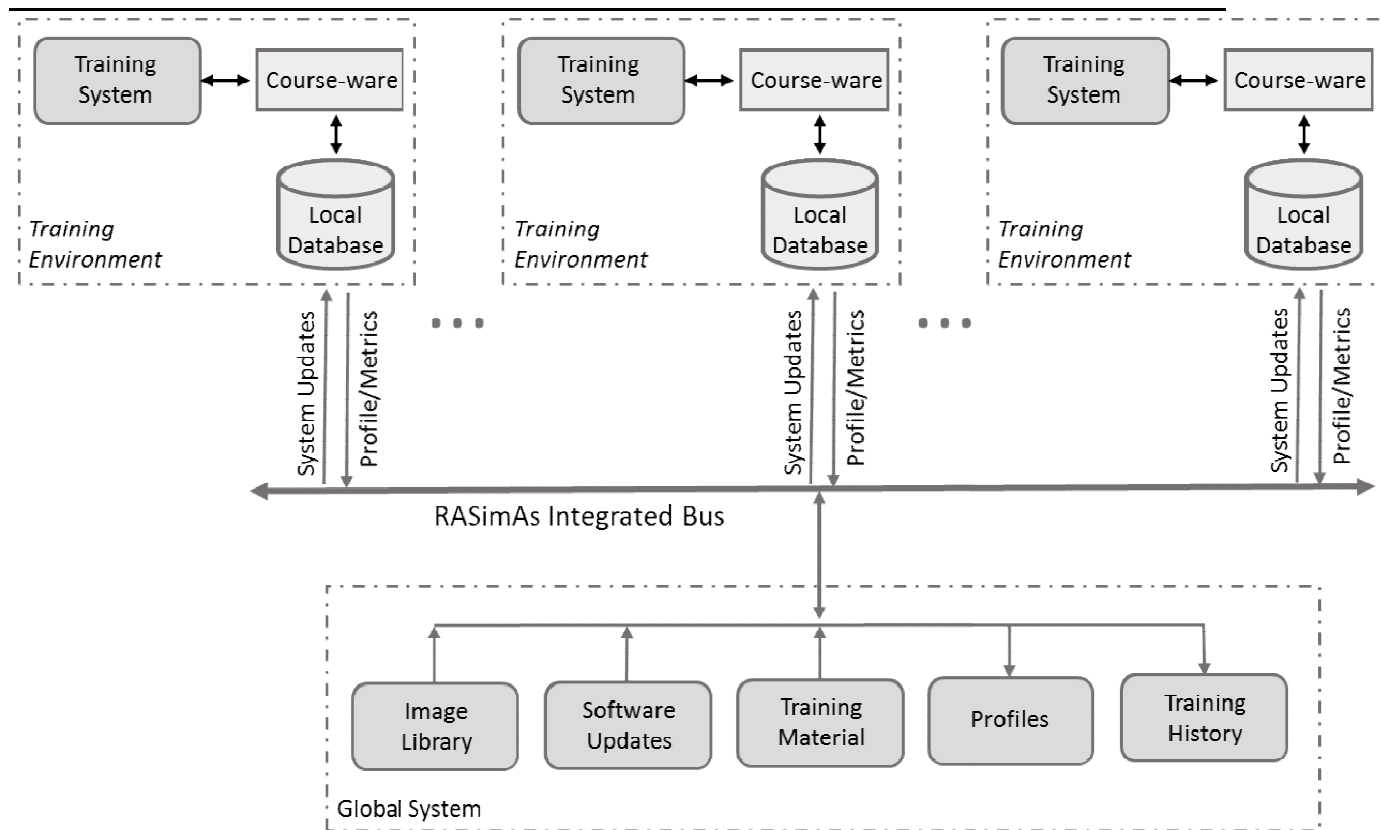 Training
System
Course-ware
Local
Database
Training
Environment
Training
System
Course-ware
Local
Database
Training
Environment
Training
System
Course-ware
Local
Database
Training
Environment
System Updates
Profile/Metrics
System Updates
Profile/Metrics
System Updates
Profile/Metrics
RASimAs Integrated Bus
Image
Library
Software
Updates
Training
Material
Profiles
Training
History
Global System